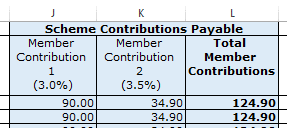 J K L
Scheme Contributions Payable
Member Member Total
Contribution Contribution Member
1 2 Contributions
(3.0%) (3.5%)
90.00 34.90 124.90
90.00 34.90 124.90